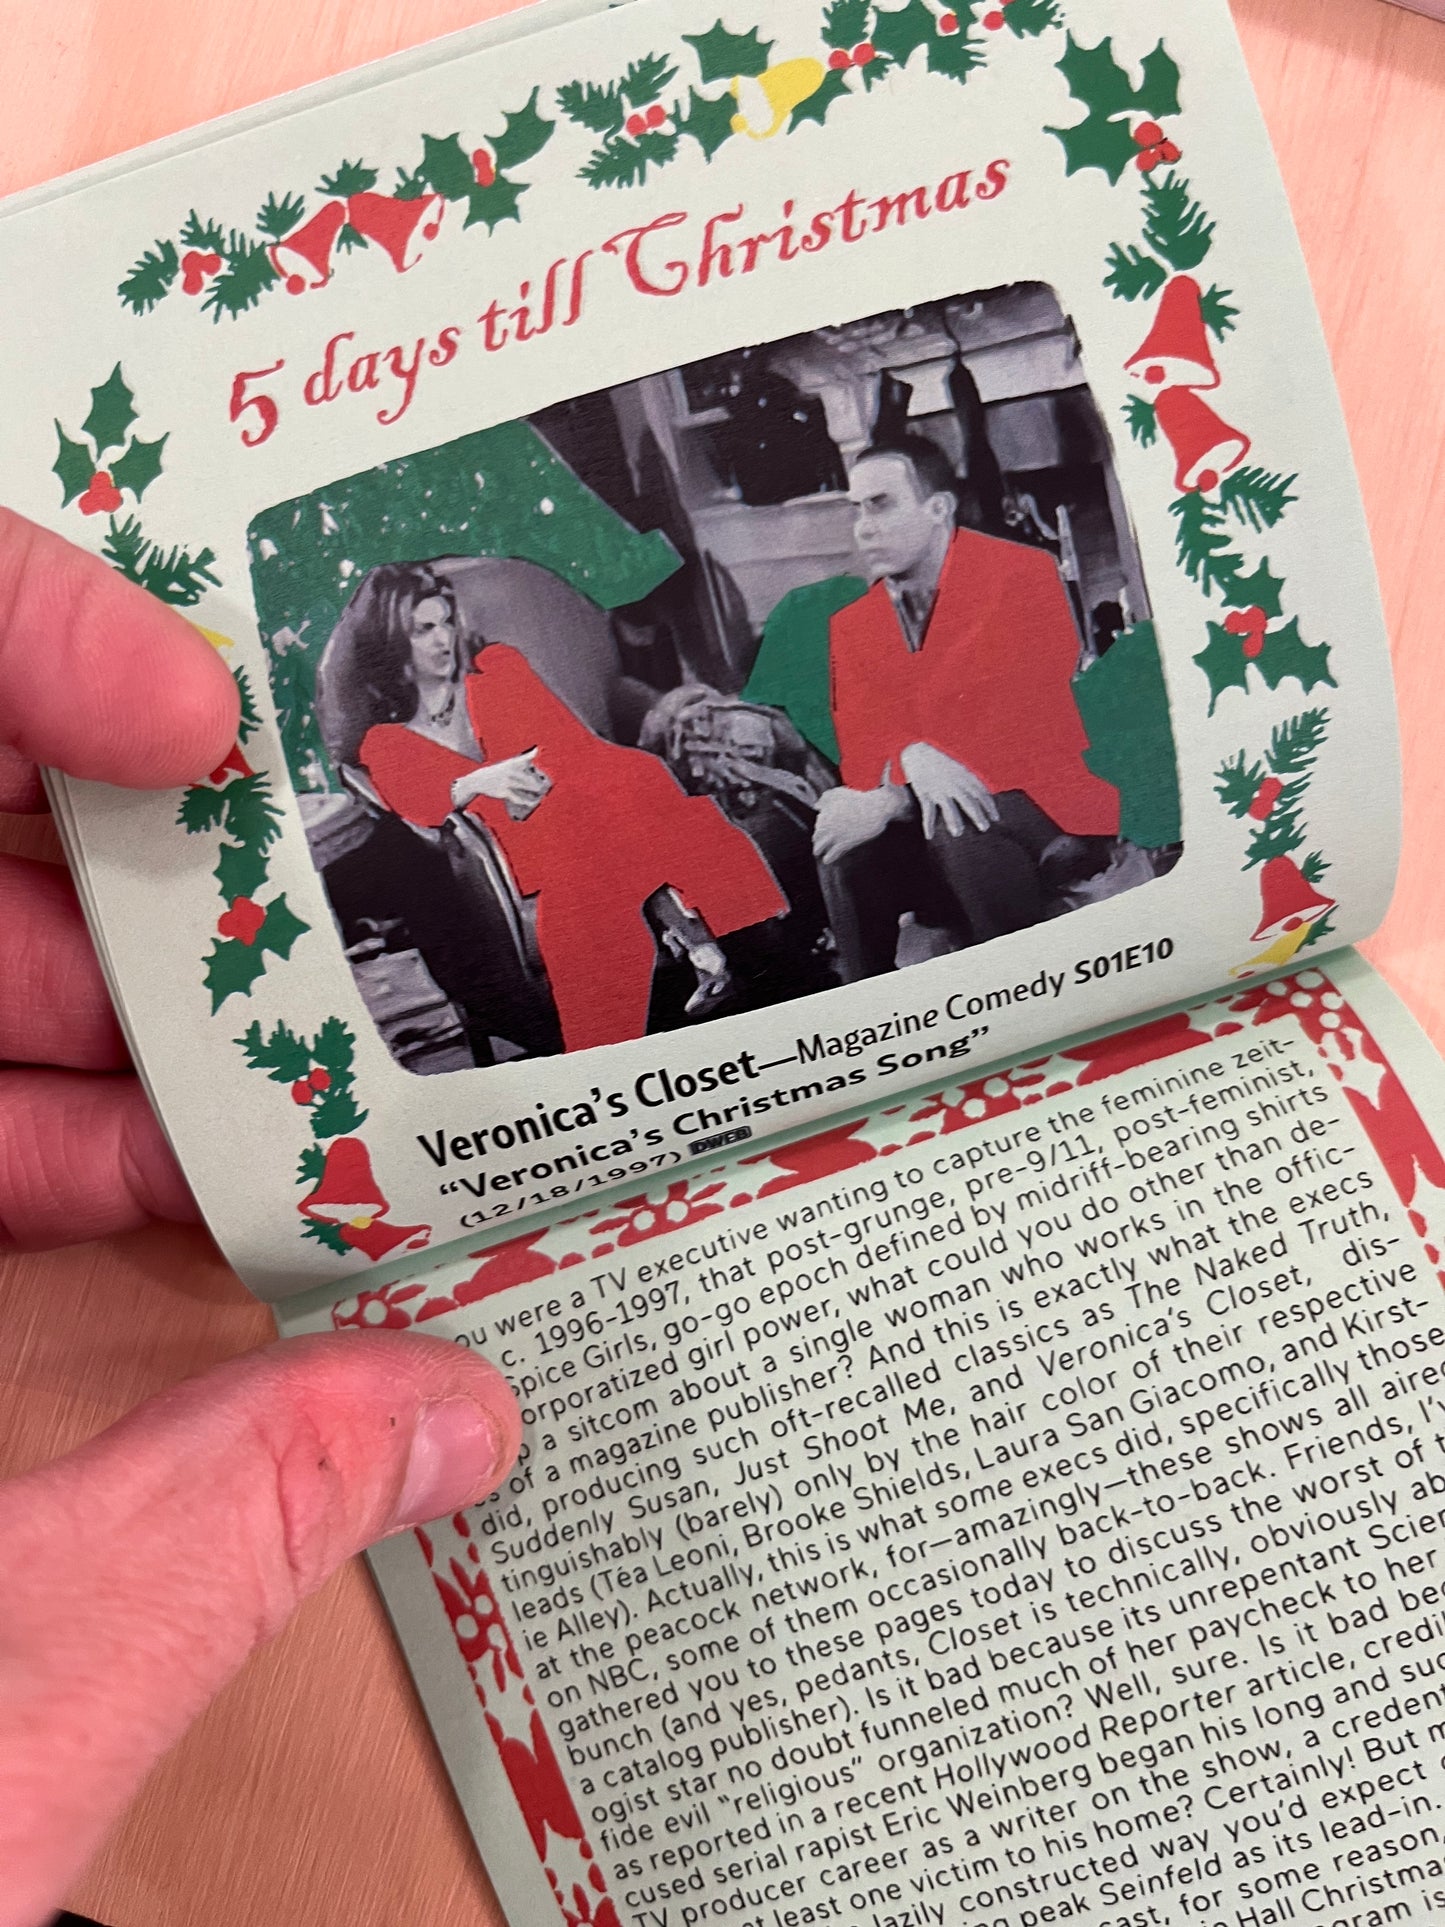 5 days till Christmas
Veronica's Closet—Magazine Comedy S01E10
"Veronica's Christmas Song"
(12/18/1997) DWEB
ou were a TV executive wanting to capture the feminine zeit-
c. 1996-1997, that post-grunge, pre-9/11, post-feminist,
Spice Girls, go-go epoch defined by midriff-bearing shirts
orporatized girl power, what could you do other than de-
p a sitcom about a single woman who works in the offic-
es of a magazine publisher? And this is exactly what the execs
did, producing such oft-recalled classics as The Naked Truth,
Suddenly Susan, Just Shoot Me, and Veronica's Closet, dis-
tinguishably (barely) only by the hair color of their respective
leads (Téa Leoni, Brooke Shields, Laura San Giacomo, and Kirst-
ie Alley). Actually, this is what some execs did, specifically those
at the peacock network, for—amazingly—these shows all aired
on NBC, some of them occasionally back-to-back. Friends, I'v
gathered you to these pages today to discuss the worst of t
bunch (and yes, pedants, Closet is technically, obviously ab
a catalog publisher). Is it bad because its unrepentant Scien
ogist star no doubt funneled much of her paycheck to her
fide evil "religious" organization? Well, sure. Is it bad bec
as reported in a recent Hollywood Reporter article, credi
cused serial rapist Eric Weinberg began his long and suc
TV producer career as a writer on the show, a credent
t least one victim to his home? Certainly! But m
lazily constructed way you'd expect
peak Seinfeld as its lead-in.
cast, for some reason,
Hall Christma
gram is